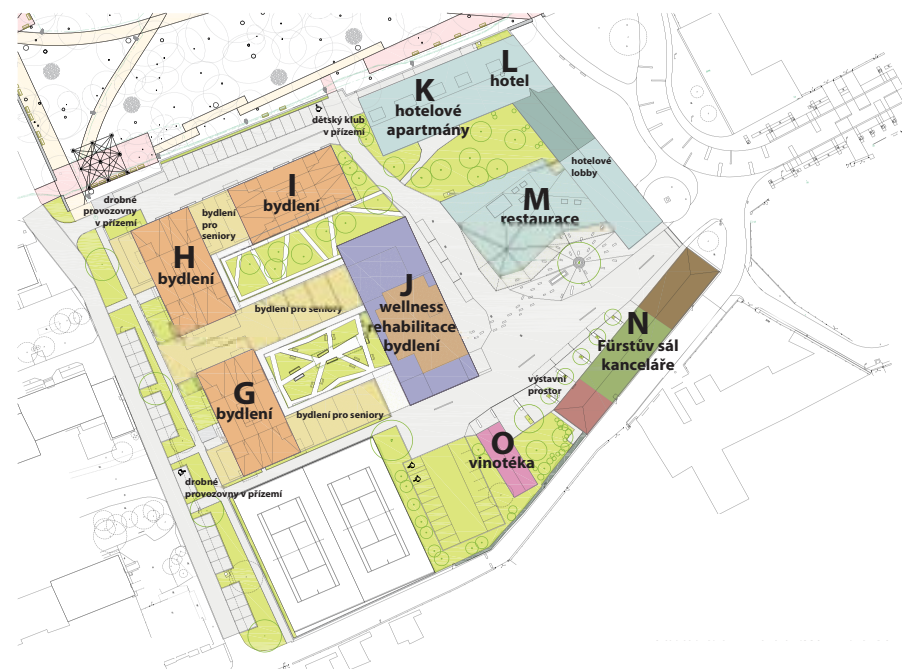 L
hotel
K
hotelové
apartmány
dětský klub
v přízemí
hotelové
lobby
I
bydlení
drobné
provozovny
v přízemí
bydlení
pro
seniory
M
restaurace
H
bydlení
J
wellness
rehabilitace
bydlení
bydlení pro seniory
N
Fürstův sál
kanceláře
výstavní
prostor
G
bydlení
bydlení pro seniory
O
vinotéka
drobné
provozovny v přízemí